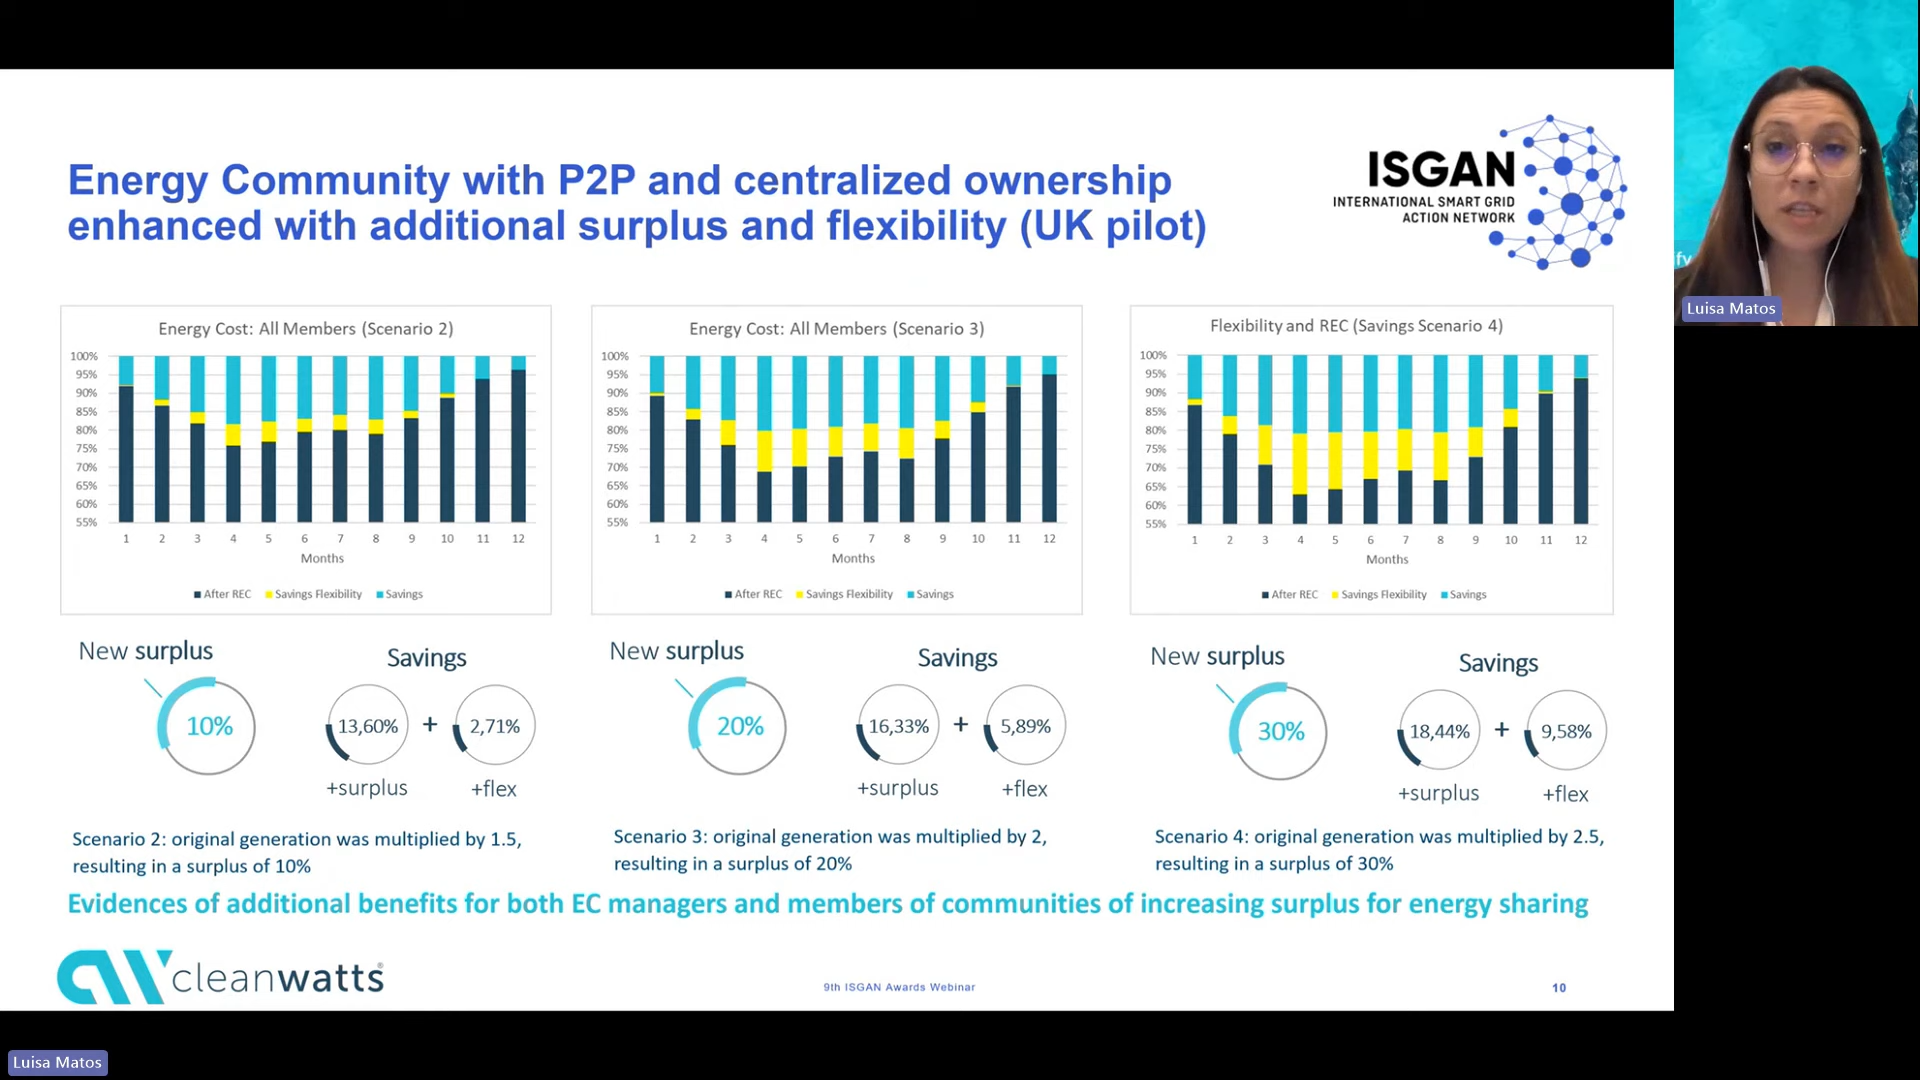 Energy Community with P2P and centralized ownership
enhanced with additional surplus and flexibility (UK pilot)
ISGAN
INTERNATIONAL SMART GRID
ACTION NETWORK
fy
Luisa Matos
Energy Cost: All Members (Scenario 2)
100%
95%
90%
85%
80%
75%
70%
65%
60%
55%
1 2 3 4 5 6 7 8 9 10 11 12
Months
After REC Savings Flexibility Savings
Energy Cost: All Members (Scenario 3)
100%
95%
90%
85%
80%
75%
70%
65%
60%
55%
1 2 3 4 5 6 7 8 9 10 11 12
Months
After REC Savings Flexibility Savings
Flexibility and REC (Savings Scenario 4)
100%
95%
90%
85%
80%
75%
70%
65%
60%
55%
1 2 3 4 5 6 7 8 9 10 11 12
Months
After REC Savings Flexibility Savings
New surplus
10%
Savings
13,60% + 2,71%
+surplus +flex
Scenario 2: original generation was multiplied by 1.5,
resulting in a surplus of 10%
New surplus
20%
Savings
16,33% + 5,89%
+surplus +flex
Scenario 3: original generation was multiplied by 2,
resulting in a surplus of 20%
New surplus
30%
Savings
18,44% + 9,58%
+surplus +flex
Scenario 4: original generation was multiplied by 2.5,
resulting in a surplus of 30%
Evidences of additional benefits for both EC managers and members of communities of increasing surplus for energy sharing
cleanwatts®
9th ISGAN Awards Webinar
10
Luisa Matos